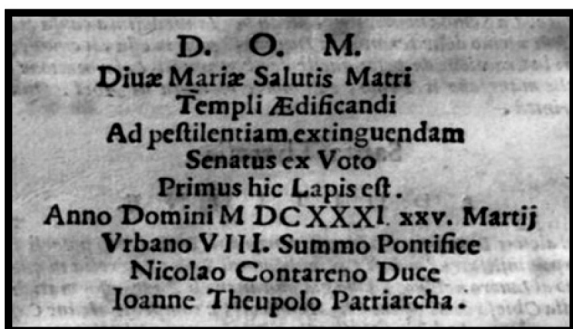 D. O. M.
Diuæ Mariæ Salutis Matri
Templi Ædificandi
Ad peſtilentiam extinguendam
Senatus ex Voto
Primus hic Lapis eſt.
Anno Domini M DCXXXI. xxv. Martij
Vrbano VIII. Summo Pontifice
Nicolao Contareno Duce
Ioanne Theupolo Patriarcha.